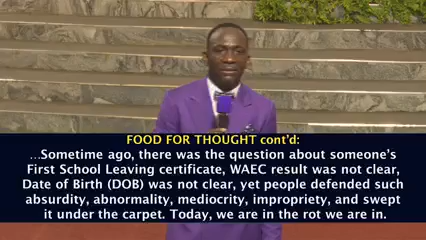 FOOD FOR THOUGHT cont'd:
...Sometime ago, there was the question about someone's
First School Leaving certificate, WAEC result was not clear,
Date of Birth (DOB) was not clear, yet people defended such
absurdity, abnormality, mediocrity, impropriety, and swept
it under the carpet. Today, we are in the rot we are in.